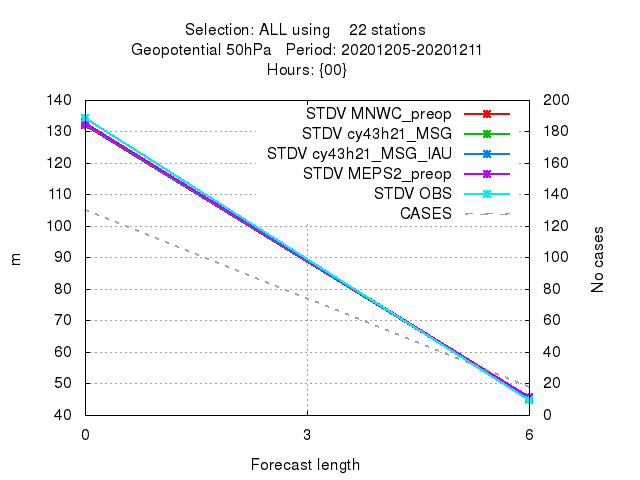 Selection: ALL using    22 stations
Geopotential 50hPa   Period: 20201205-20201211
Hours: {00}
140
130
120
110
100
90
80
70
60
50
40
200
180
160
140
120
100
80
60
40
20
0
STDV MNWC_preop
STDV cy43h21_MSG
STDV cy43h21_MSG_IAU
STDV MEPS2_preop
STDV OBS
CASES
m
No cases
0
3
6
Forecast length